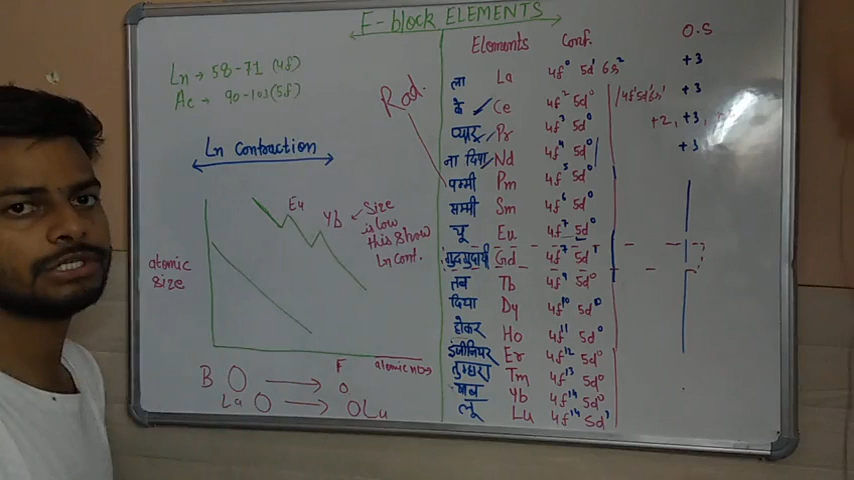 F-block ELEMENTS
Ln → 58-71 (4f)
Ac → 90-103 (5f)
Ln Contraction
Eu
Yb
Size
is low
this show
Ln Cont.
atomic
size
atomic no
B F
La O Lu
Rad.
Elements Conf. O.S
ला La 4f⁰ 5d¹ 6s² +3
के Ce 4f² 5d⁰ /4f¹5d¹6s² +3
प्यार Pr 4f³ 5d⁰ +2, +3,
ना दिया Nd 4f⁴ 5d⁰ +3
पम्मी Pm 4f⁵ 5d⁰
सम्मी Sm 4f⁶ 5d⁰
यू Eu 4f⁷ 5d⁰
Gd 4f⁷ 5d¹
तब Tb 4f⁹ 5d⁰
दिया Dy 4f¹⁰ 5d⁰
होकर Ho 4f¹¹ 5d⁰
इंजीनियर Er 4f¹² 5d⁰
Tm 4f¹³ 5d⁰
Yb 4f¹⁴ 5d⁰
लू Lu 4f¹⁴ 5d¹